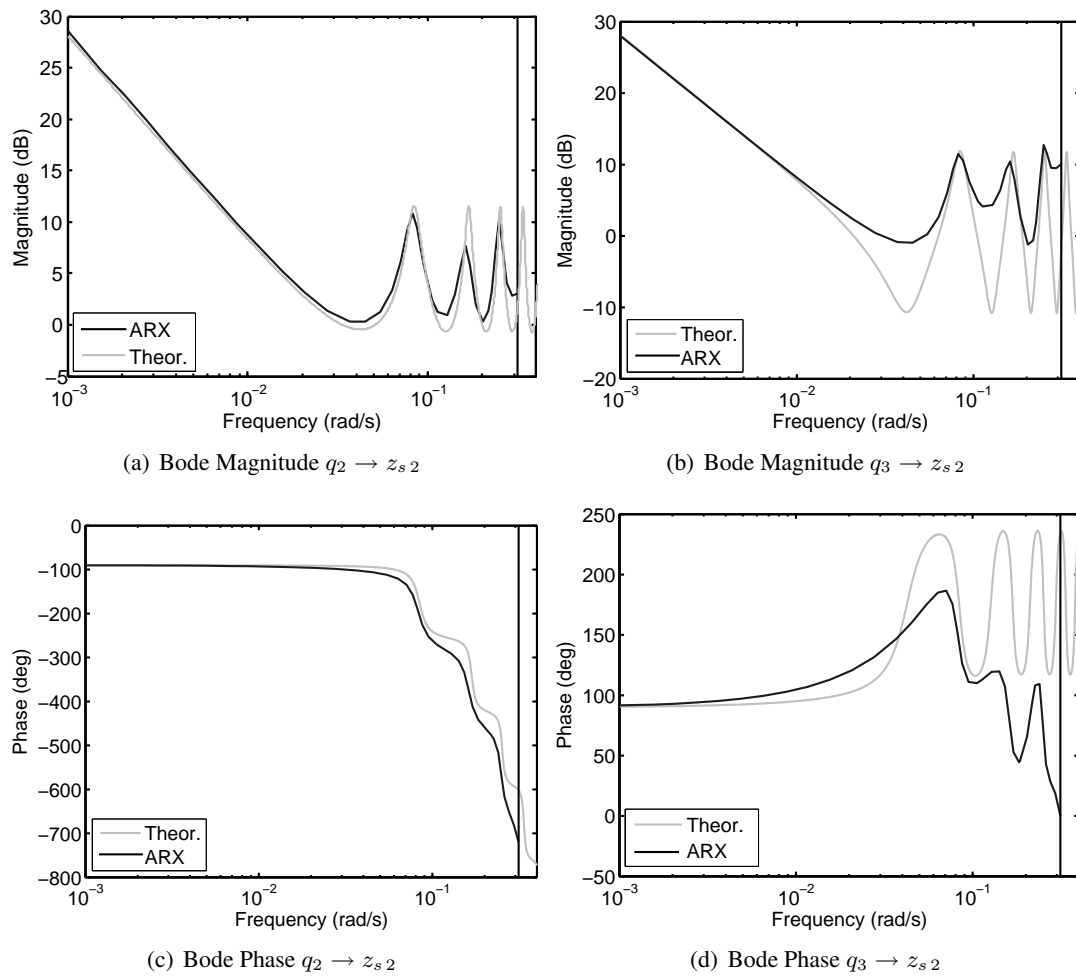 30
25
20
15
10
5
0
−5
Magnitude (dB)
ARX
Theor.
10⁻³
10⁻²
10⁻¹
Frequency (rad/s)
(a) Bode Magnitude q₂ → z_{s 2}
30
20
10
0
−10
−20
Magnitude (dB)
Theor.
ARX
10⁻³
10⁻²
10⁻¹
Frequency (rad/s)
(b) Bode Magnitude q₃ → z_{s 2}
0
−100
−200
−300
−400
−500
−600
−700
−800
Phase (deg)
Theor.
ARX
10⁻³
10⁻²
10⁻¹
Frequency (rad/s)
(c) Bode Phase q₂ → z_{s 2}
250
200
150
100
50
0
−50
Phase (deg)
Theor.
ARX
10⁻³
10⁻²
10⁻¹
Frequency (rad/s)
(d) Bode Phase q₃ → z_{s 2}